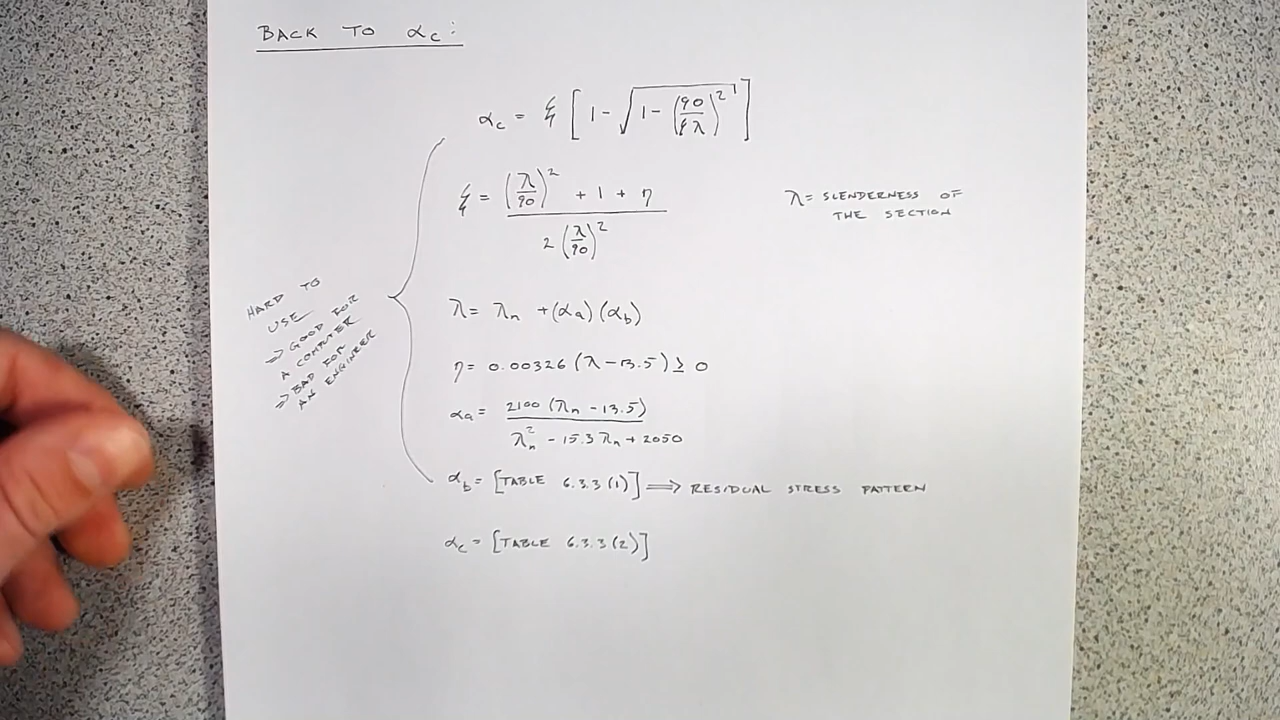 BACK TO αc:
αc = ξ [1 - √(1 - (90/ξλ)²)]
ξ = ((λ/90)² + 1 + η) / (2(λ/90)²)
λ = SLENDERNESS OF
THE SECTION
HARD TO
USE
⇒ GOOD FOR
A COMPUTER
⇒ BAD FOR
AN ENGINEER
λ = λn + (αa)(αb)
η = 0.00326 (λ - 13.5) ≥ 0
αa = 2100 (λn - 13.5) / (λn² - 15.3 λn + 2050)
αb = [TABLE 6.3.3(1)] ⟹ RESIDUAL STRESS PATTERN
αc = [TABLE 6.3.3(2)]